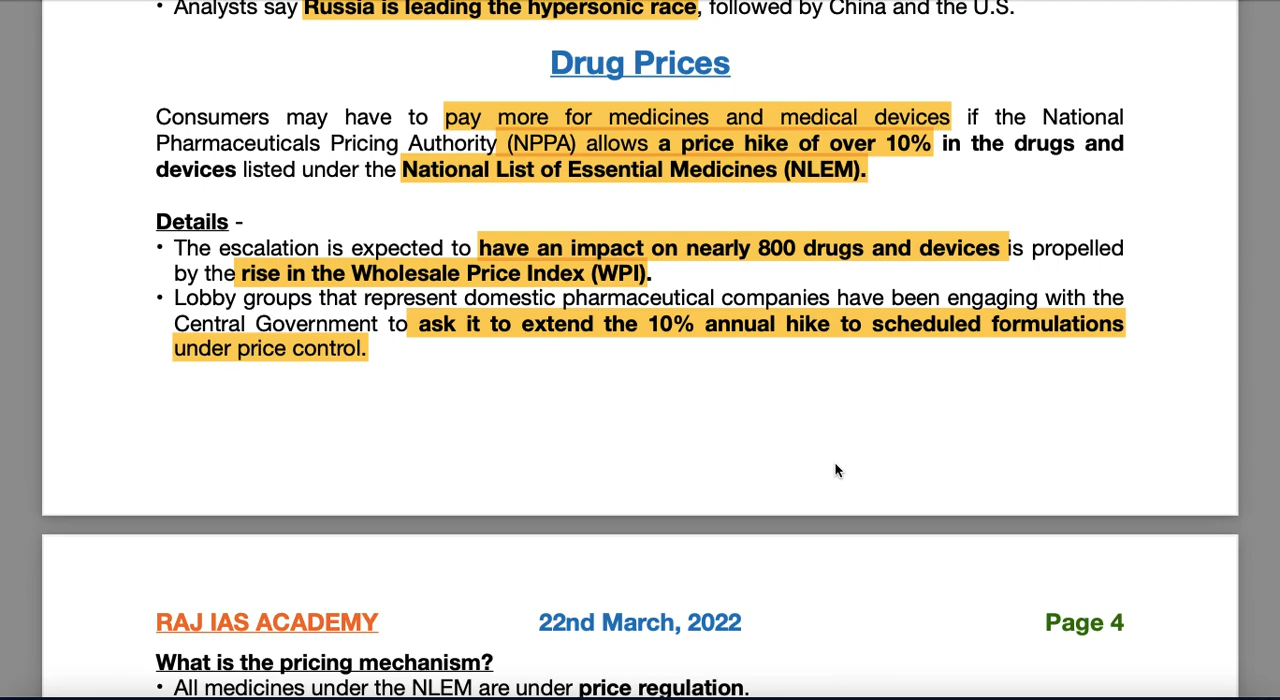 • Analysts say Russia is leading the hypersonic race, followed by China and the U.S.
Drug Prices
Consumers may have to pay more for medicines and medical devices if the National
Pharmaceuticals Pricing Authority (NPPA) allows a price hike of over 10% in the drugs and
devices listed under the National List of Essential Medicines (NLEM).
Details -
• The escalation is expected to have an impact on nearly 800 drugs and devices is propelled
by the rise in the Wholesale Price Index (WPI).
• Lobby groups that represent domestic pharmaceutical companies have been engaging with the
Central Government to ask it to extend the 10% annual hike to scheduled formulations
under price control.
RAJ IAS ACADEMY 22nd March, 2022 Page 4
What is the pricing mechanism?
• All medicines under the NLEM are under price regulation.